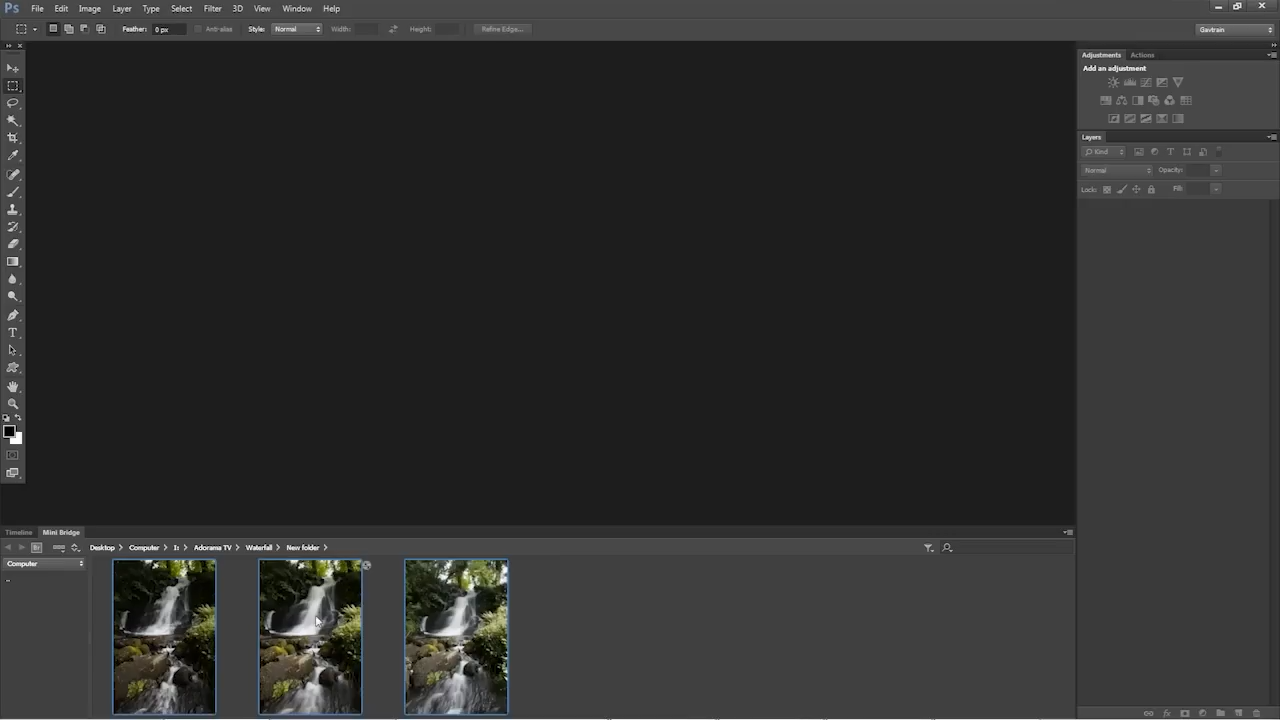 Ps File Edit Image Layer Type Select Filter 3D View Window Help
Feather: 0 px Anti-alias Style: Normal Width: Height: Refine Edge... Gavtrain
Adjustments Actions
Add an adjustment
Layers
Kind
Normal Opacity:
Lock: Fill:
Timeline Mini Bridge
Br Desktop Computer I: Adorama TV Waterfall New folder
Computer
..